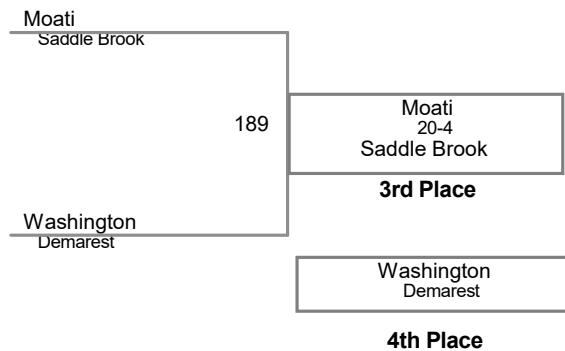 Moati
Saddle Brook
189
Moati
20-4
Saddle Brook
3rd Place
Washington
Demarest
Washington
Demarest
4th Place